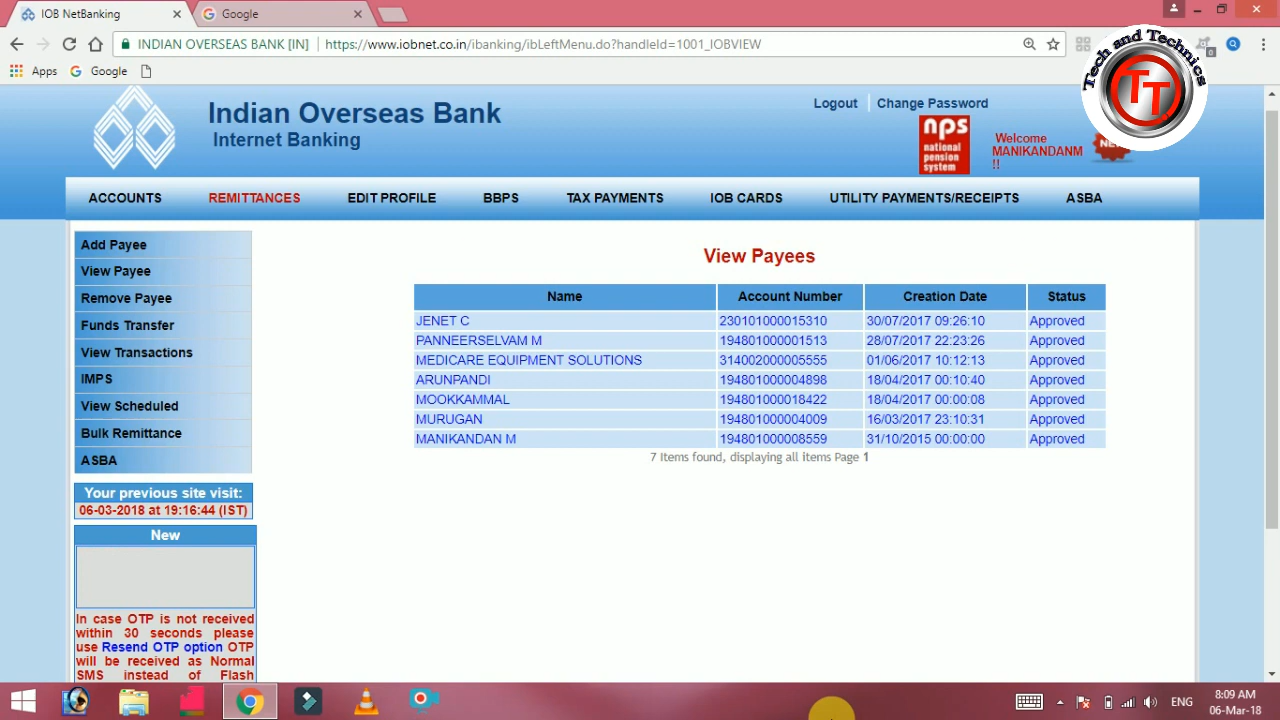 IOB NetBanking
Google
INDIAN OVERSEAS BANK [IN]
https://www.iobnet.co.in/ibanking/ibLeftMenu.do?handleId=1001_IOBVIEW
Apps
Google
Tech and Technics
TT
Indian Overseas Bank
Internet Banking
Logout
Change Password
nps
national
pension
system
Welcome
MANIKANDANM
!!
ACCOUNTS
REMITTANCES
EDIT PROFILE
BBPS
TAX PAYMENTS
IOB CARDS
UTILITY PAYMENTS/RECEIPTS
ASBA
Add Payee
View Payee
Remove Payee
Funds Transfer
View Transactions
IMPS
View Scheduled
Bulk Remittance
ASBA
Your previous site visit:
06-03-2018 at 19:16:44 (IST)
New
In case OTP is not received
within 30 seconds please
use Resend OTP option OTP
will be received as Normal
SMS instead of Flash
View Payees
Name Account Number Creation Date Status
JENET C 230101000015310 30/07/2017 09:26:10 Approved
PANNEERSELVAM M 194801000001513 28/07/2017 22:23:26 Approved
MEDICARE EQUIPMENT SOLUTIONS 314002000005555 01/06/2017 10:12:13 Approved
ARUNPANDI 194801000004898 18/04/2017 00:10:40 Approved
MOOKKAMMAL 194801000018422 18/04/2017 00:00:08 Approved
MURUGAN 194801000004009 16/03/2017 23:10:31 Approved
MANIKANDAN M 194801000008559 31/10/2015 00:00:00 Approved
7 Items found, displaying all items Page 1
ENG
8:09 AM
06-Mar-18